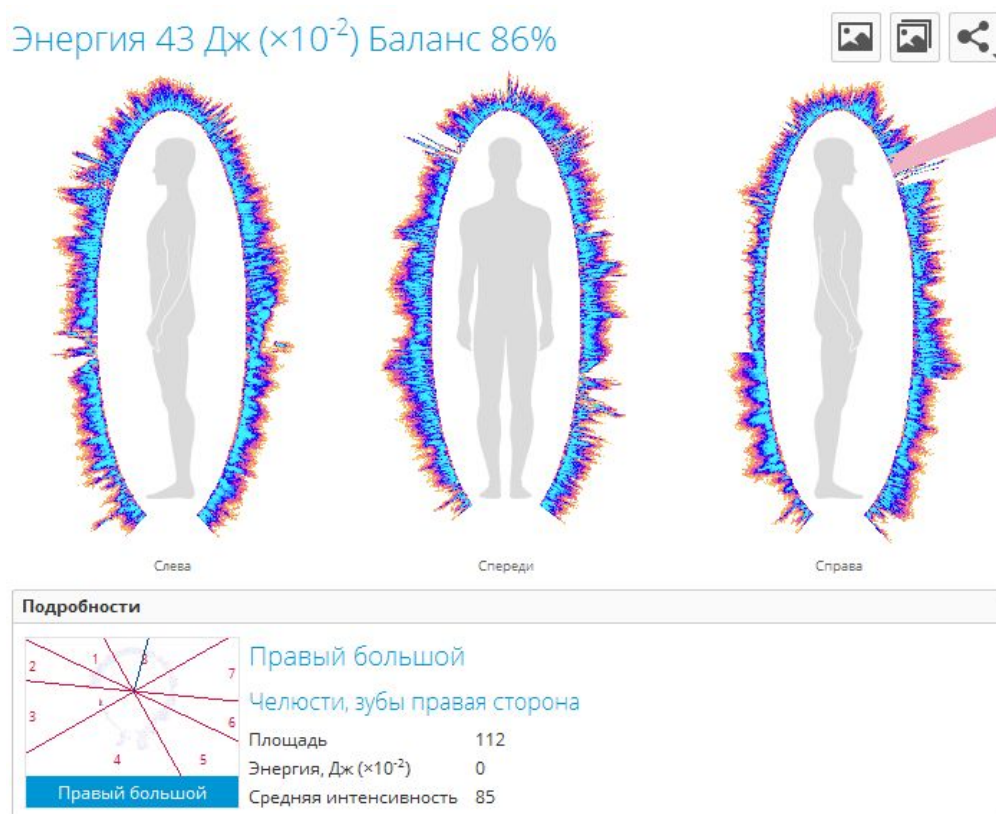 Энергия 43 Дж (×10⁻²) Баланс 86%
Слева
Спереди
Справа
Подробности
Правый большой
Челюсти, зубы правая сторона
Площадь 112
Энергия, Дж (×10⁻²) 0
Средняя интенсивность 85
1
8
2
7
3
6
4
5
Правый большой